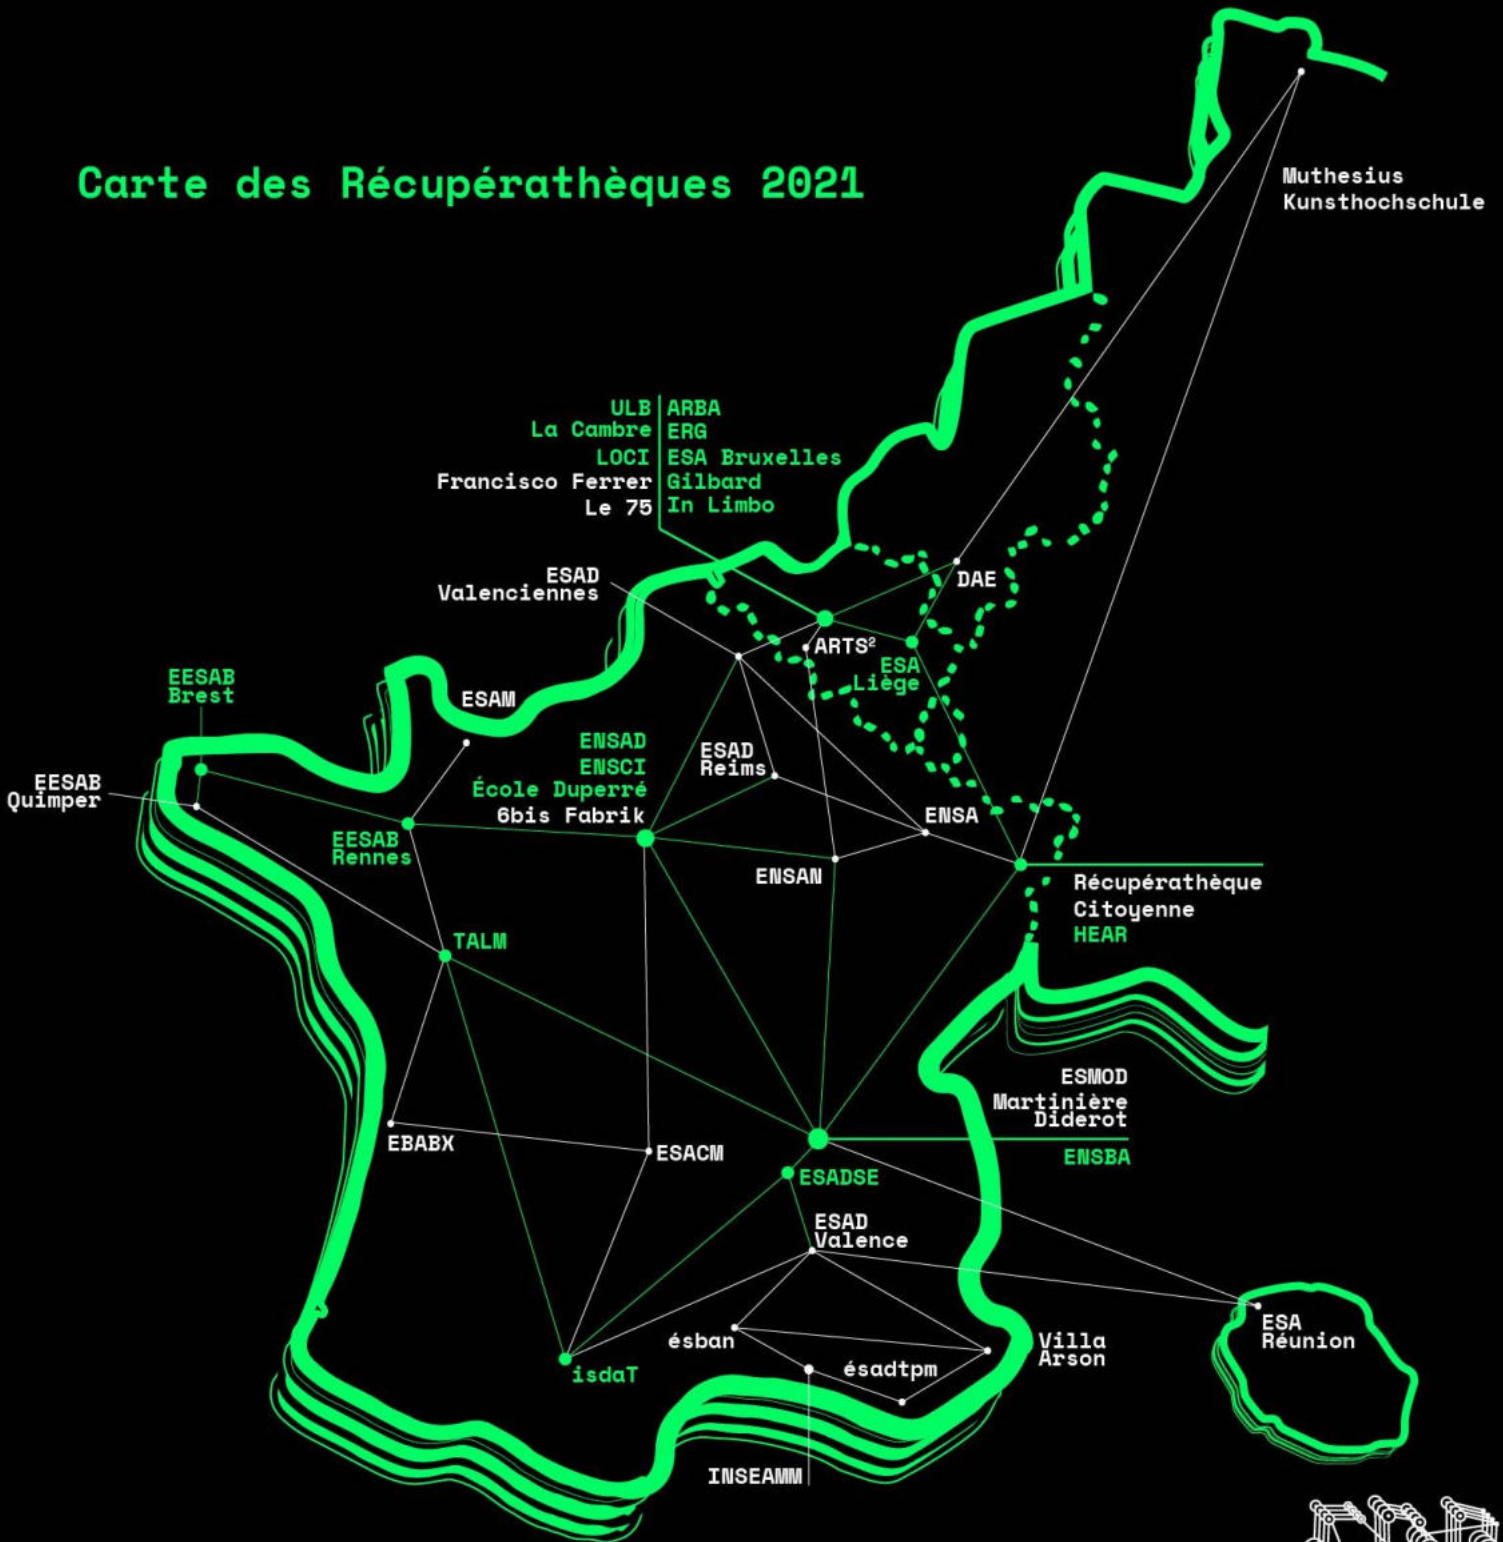 Carte des Récupérathèques 2021
Muthesius
Kunsthochschule
ULB
La Cambre
LOCI
Francisco Ferrer
Le 75
ARBA
ERG
ESA Bruxelles
Gilbard
In Limbo
ESAD
Valenciennes
DAE
ARTS²
ESA
Liège
EESAB
Brest
ESAM
EESAB
Quimper
ENSAD
ENSCI
École Duperré
6bis Fabrik
ESAD
Reims
ENSA
EESAB
Rennes
ENSAN
Récupérathèque
Citoyenne
HEAR
TALM
ESMOD
Martinière
Diderot
ENSBA
EBABX
ESACM
ESADSE
ESAD
Valence
ésban
ésadtpm
Villa
Arson
ESA
Réunion
isdaT
INSEAMM